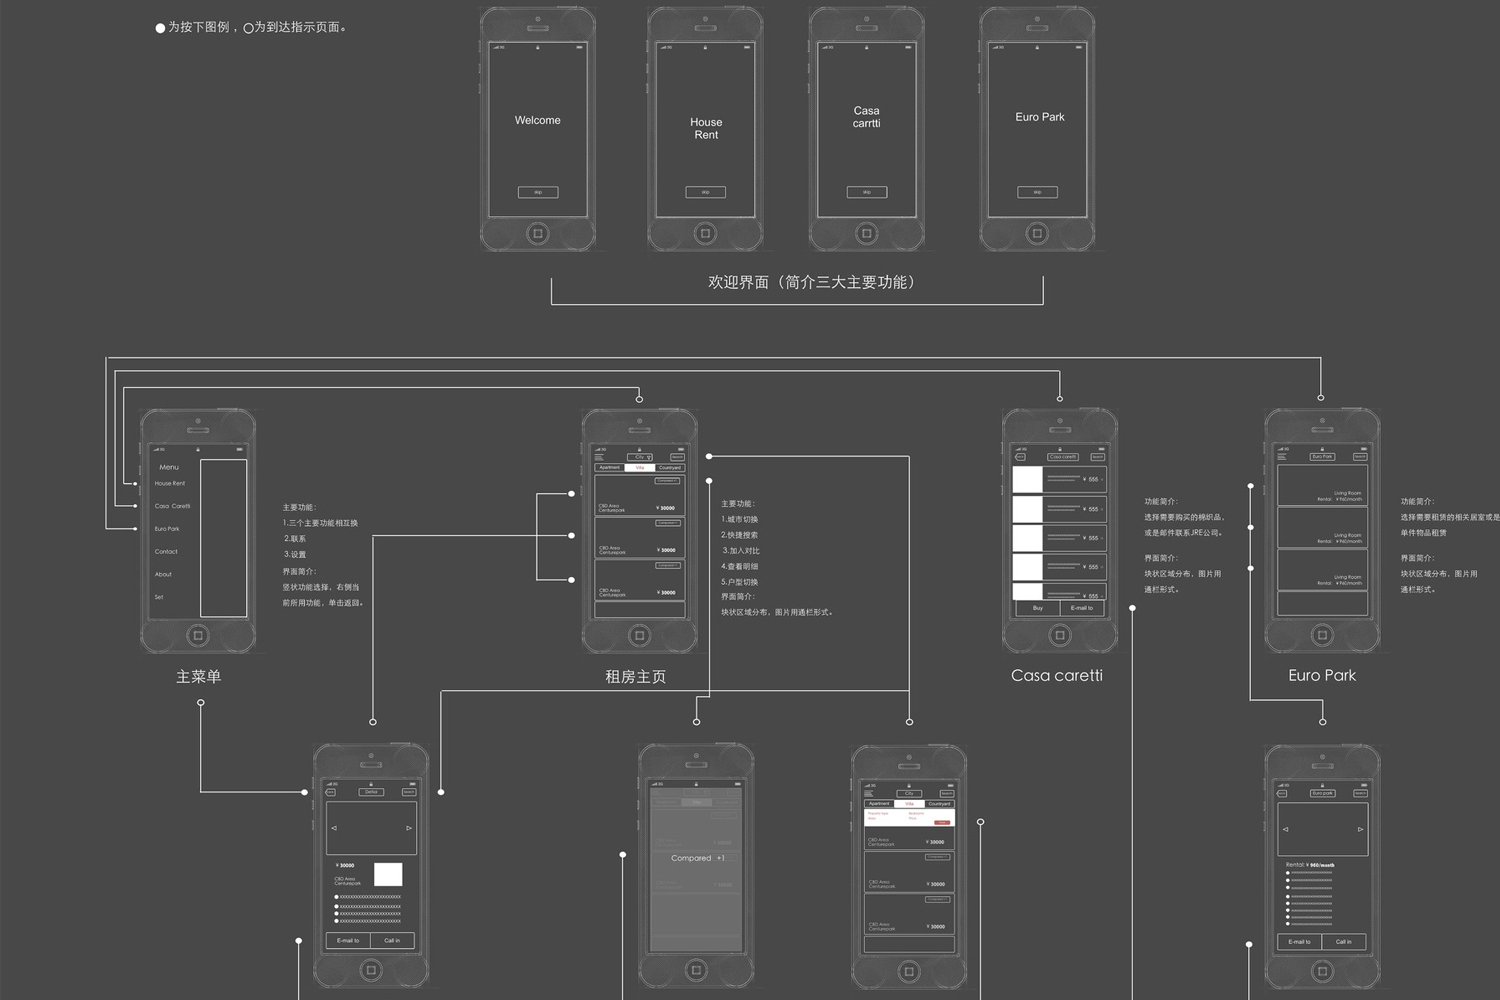 为按下图例，
为到达指示页面。
Welcome
skip
House
Rent
skip
Casa
carrtti
skip
Euro Park
skip
欢迎界面（简介三大主要功能）
Menu
House Rent
Casa Caretti
Euro Park
Contact
About
Set
主要功能：
1.三个主要功能相互换
2.联系
3.设置
界面简介：
竖状功能选择，右侧当
前所用功能，单击返回。
主菜单
City
Search
Apartment
Villa
Countryard
CBD Area
Centurepark
¥ 30000
CBD Area
Centurepark
¥ 30000
CBD Area
Centurepark
¥ 30000
主要功能：
1.城市切换
2.快捷搜索
3.加入对比
4.查看明细
5.户型切换
界面简介：
块状区域分布，图片用通栏形式。
租房主页
Casa caretti
Search
¥ 555
¥ 555
¥ 555
¥ 555
¥ 555
Buy
E-mail to
功能简介：
选择需要购买的棉织品，
或是邮件联系JRE公司。
界面简介：
块状区域分布，图片用
通栏形式。
Casa caretti
Euro Park
Search
Living Room
Rental: ¥ 960/month
Living Room
Rental: ¥ 960/month
功能简介：
选择需要租赁的相关居室或是
单件物品租赁
界面简介：
块状区域分布，图片用
通栏形式。
Euro Park
Detail
Search
¥ 30000
CBD Area
Centurepark
XXXXXXXXXXXXXXXXXXXXXX
XXXXXXXXXXXXXXXXXXXXXX
XXXXXXXXXXXXXXXXXXXXXX
XXXXXXXXXXXXXXXXXXXXXX
E-mail to
Call in
Compared +1
City
Search
Apartment
Villa
Countryard
CBD Area
Centurepark
¥ 30000
CBD Area
Centurepark
¥ 30000
CBD Area
Centurepark
¥ 30000
Euro park
Search
Rental: ¥ 960/month
E-mail to
Call in